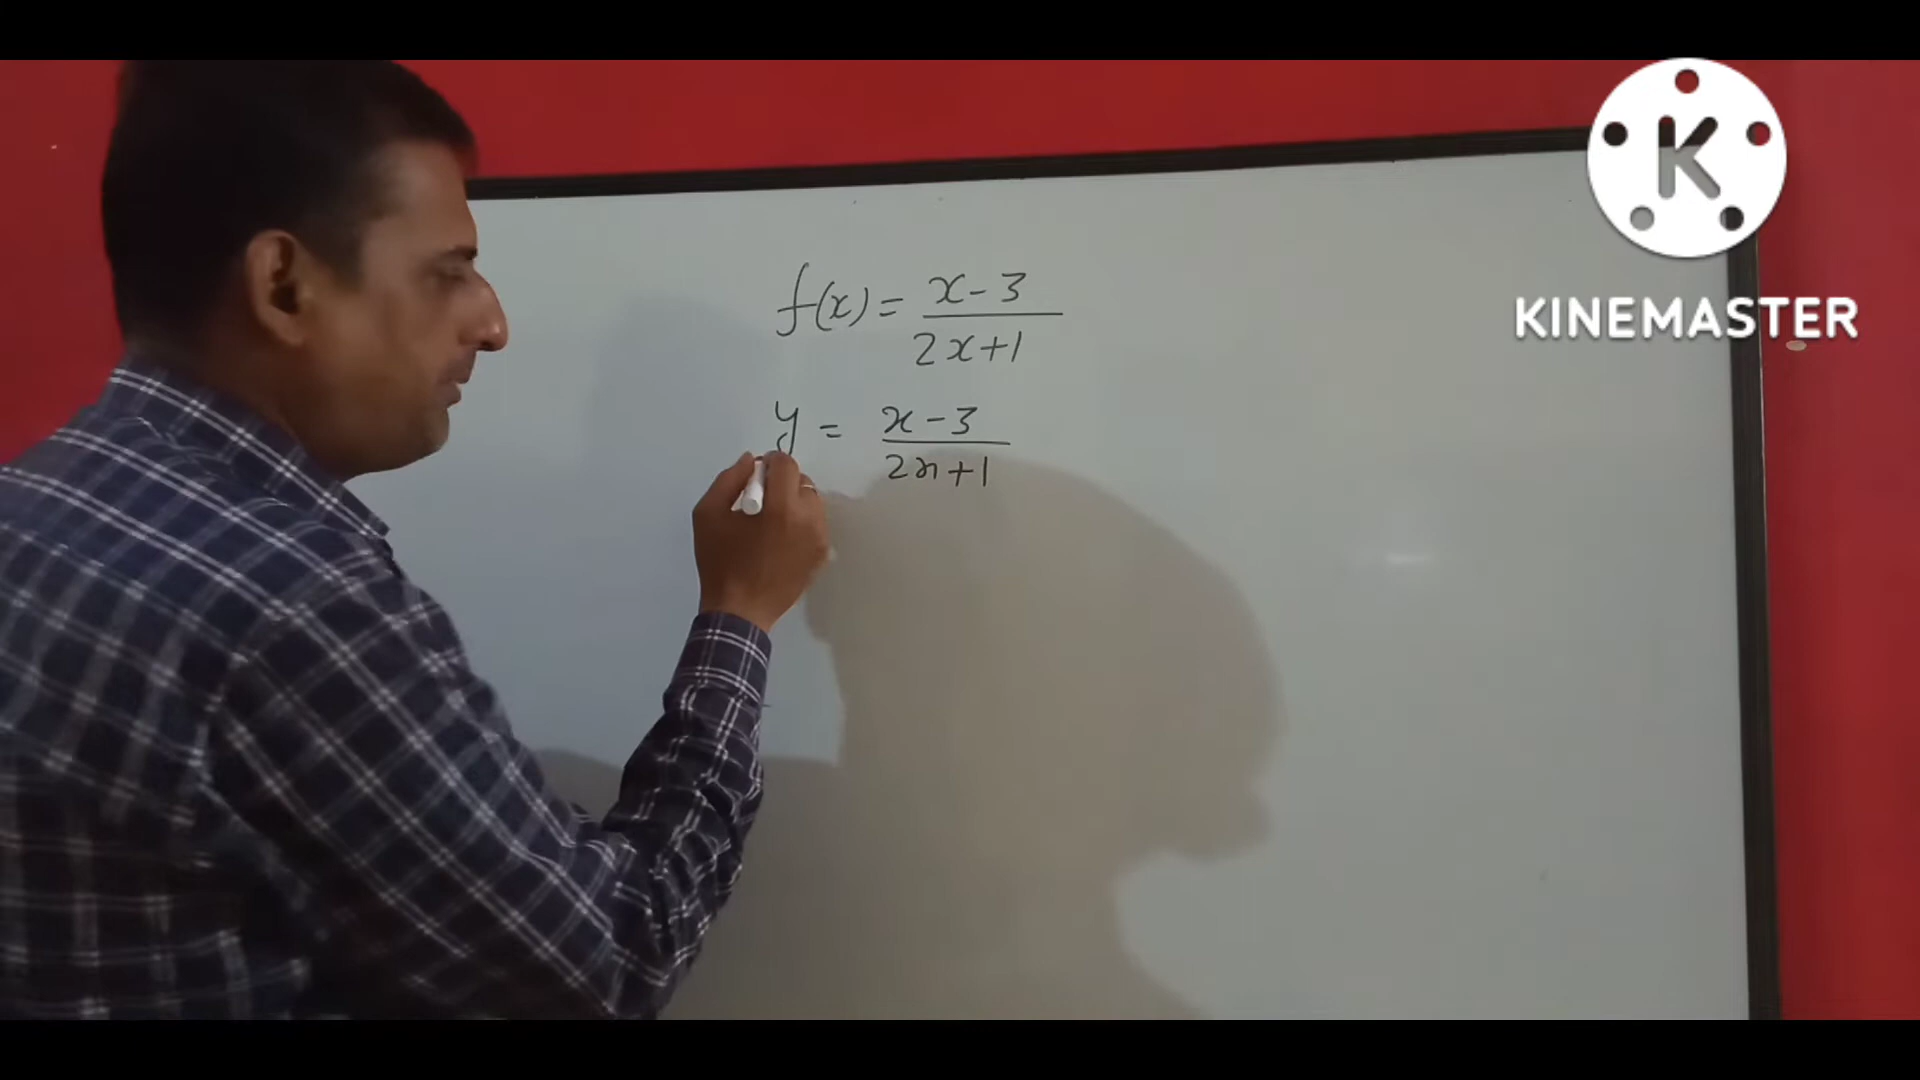 K
KINEMASTER
f(x) = x-3
2x+1
y = x-3
2x+1